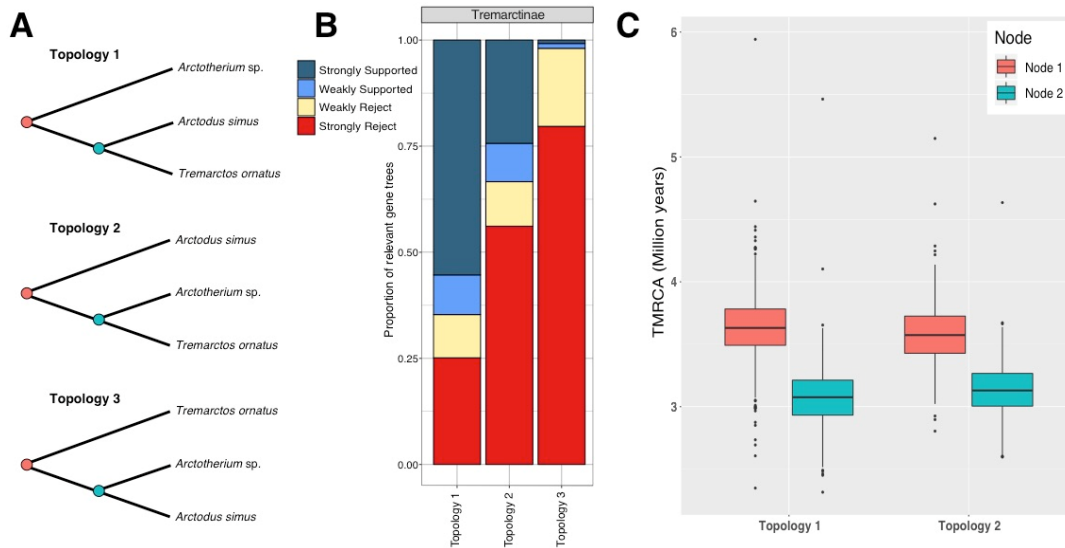 A
Topology 1
Arctotherium sp.
Arctodus simus
Tremarctos ornatus
Topology 2
Arctodus simus
Arctotherium sp.
Tremarctos ornatus
Topology 3
Tremarctos ornatus
Arctotherium sp.
Arctodus simus
B
Tremarctinae
Strongly Supported
Weakly Supported
Weakly Reject
Strongly Reject
Proportion of relevant gene trees
1.00
0.75
0.50
0.25
0.00
Topology 1
Topology 2
Topology 3
C
Node
Node 1
Node 2
TMRCA (Million years)
6
5
4
3
Topology 1
Topology 2